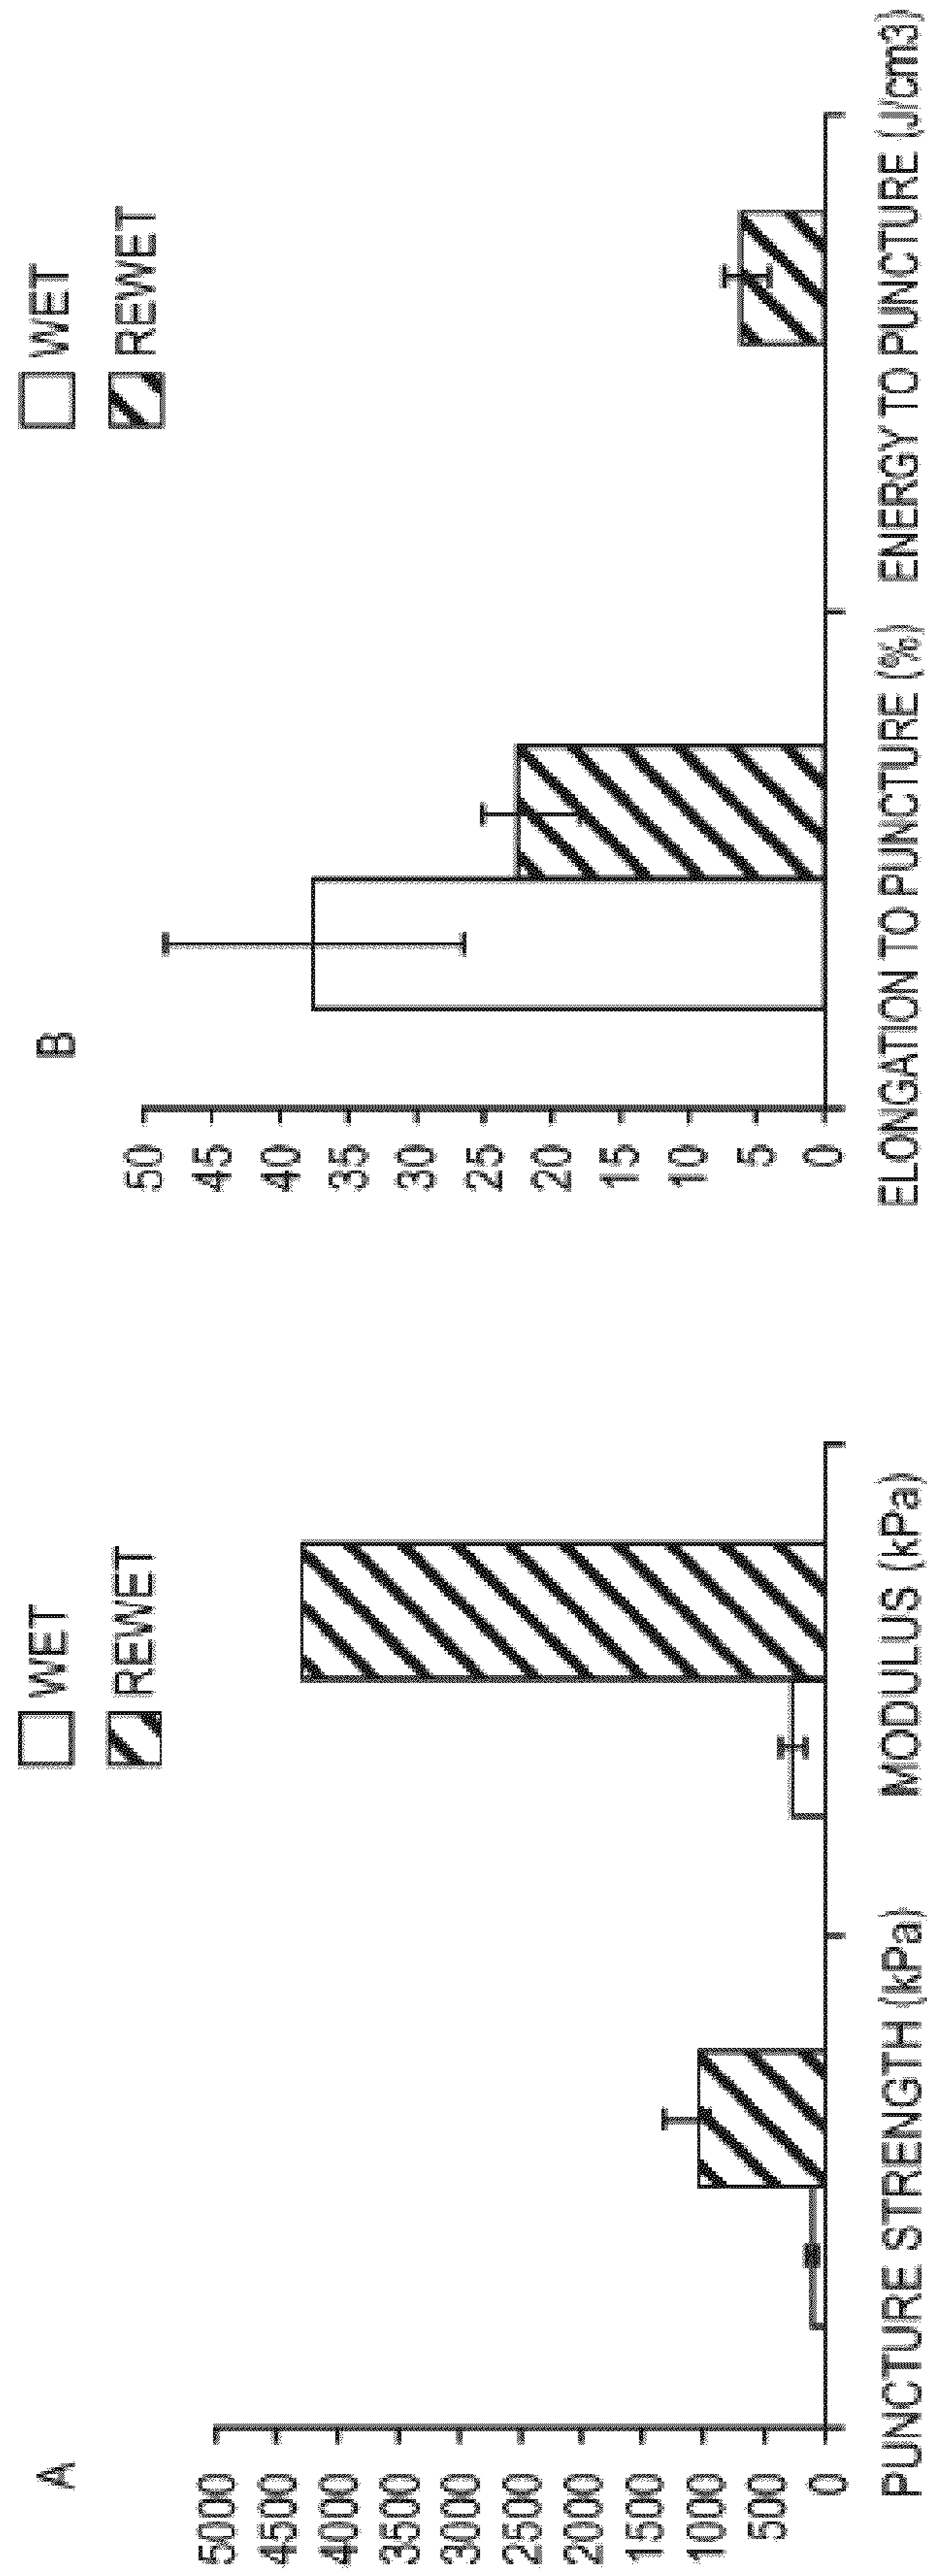 A
WET
REWET
5000
4500
4000
3500
3000
2500
2000
1500
1000
500
0
PUNCTURE STRENGTH (kPa)
MODULUS (kPa)
B
WET
REWET
50
45
40
35
30
25
20
15
10
5
0
ELONGATION TO PUNCTURE (%)
ENERGY TO PUNCTURE (J/cm3)